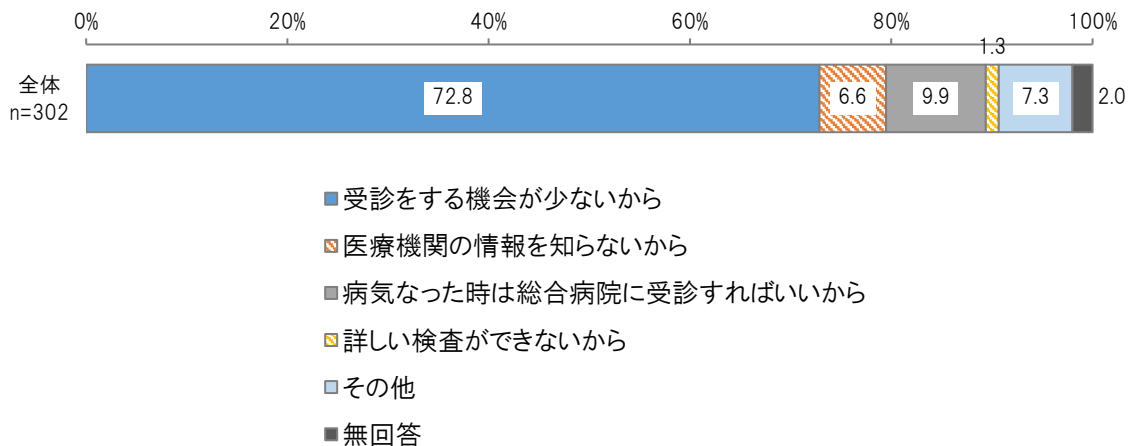 0% 20% 40% 60% 80% 100%
1.3
全体
n=302
72.8 6.6 9.9 7.3 2.0
受診をする機会が少ないから
医療機関の情報を知らないから
病気なった時は総合病院に受診すればいいから
詳しい検査ができないから
その他
無回答